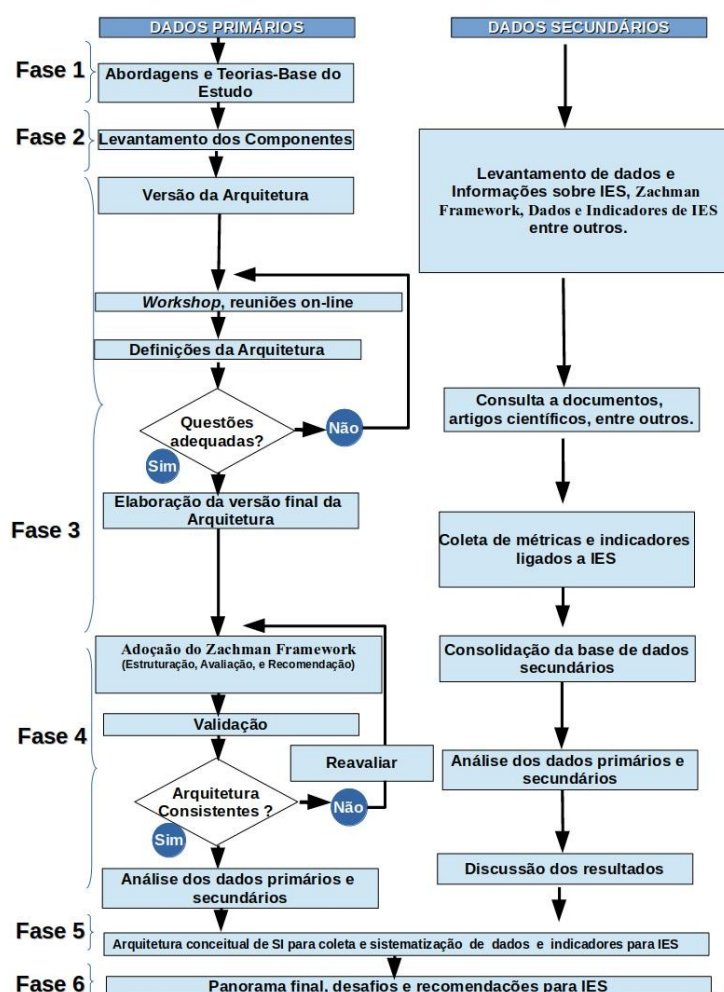 DADOS PRIMÁRIOS
DADOS SECUNDÁRIOS
Fase 1
Abordagens e Teorias-Base do
Estudo
Fase 2
Levantamento dos Componentes
Versão da Arquitetura
Levantamento de dados e
Informações sobre IES, Zachman
Framework, Dados e Indicadores de IES
entre outros.
Workshop, reuniões on-line
Definições da Arquitetura
Questões
adequadas?
Não
Sim
Consulta a documentos,
artigos científicos, entre outros.
Elaboração da versão final da
Arquitetura
Fase 3
Coleta de métricas e indicadores
ligados a IES
Adoção do Zachman Framework
(Estruturação, Avaliação, e Recomendação)
Consolidação da base de dados
secundários
Validação
Fase 4
Reavaliar
Análise dos dados primários e
secundários
Arquitetura
Consistentes ?
Não
Sim
Análise dos dados primários e
secundários
Discussão dos resultados
Fase 5
Arquitetura conceitual de SI para coleta e sistematização de dados e indicadores para IES
Fase 6
Panorama final, desafios e recomendações para IES